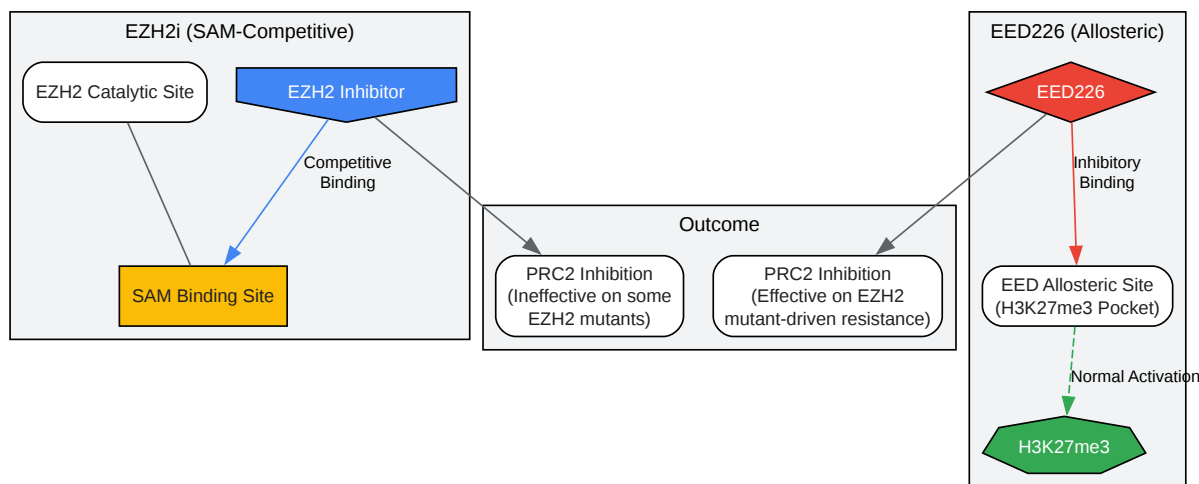 EZH2i (SAM-Competitive)
EZH2 Catalytic Site
EZH2 Inhibitor
Competitive
Binding
SAM Binding Site
Outcome
PRC2 Inhibition
(Ineffective on some
EZH2 mutants)
PRC2 Inhibition
(Effective on EZH2
mutant-driven resistance)
EED226 (Allosteric)
EED226
Inhibitory
Binding
EED Allosteric Site
(H3K27me3 Pocket)
Normal Activation
H3K27me3